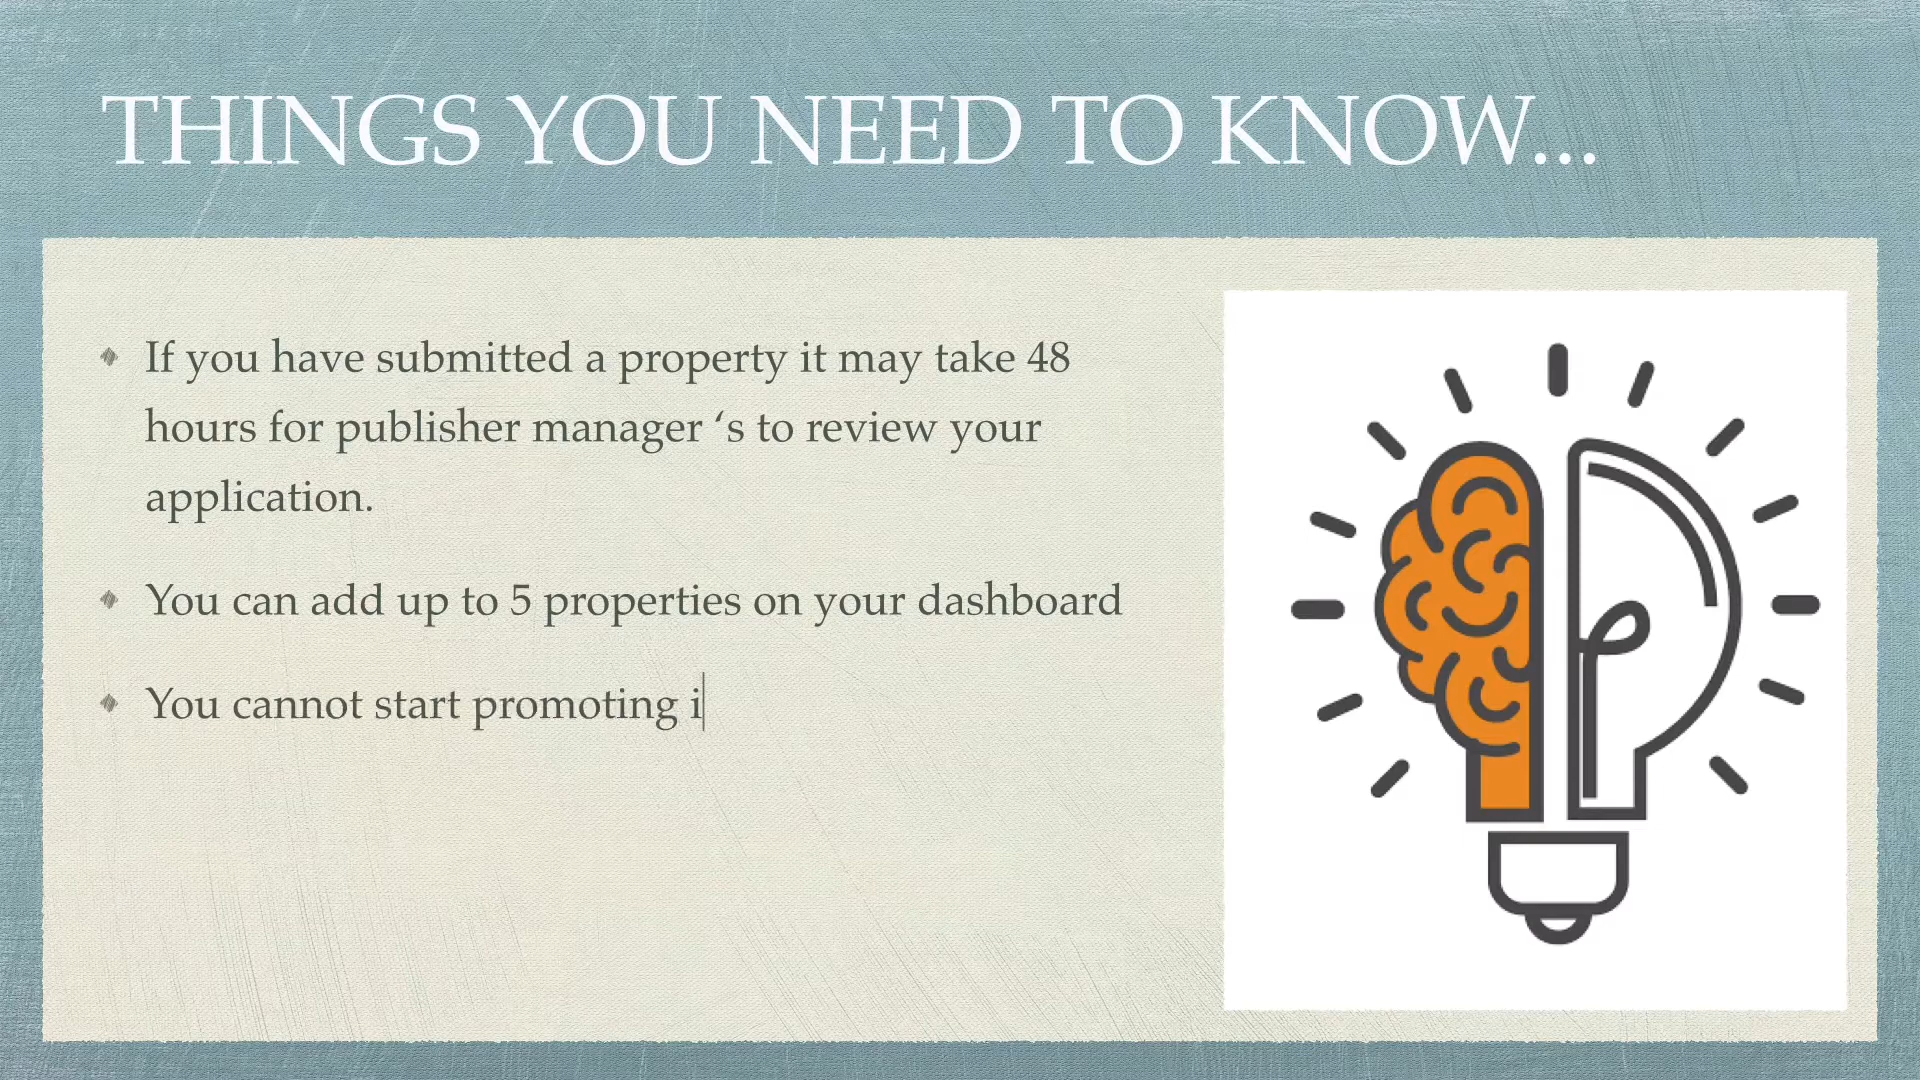 THINGS YOU NEED TO KNOW...
If you have submitted a property it may take 48
hours for publisher manager ‘s to review your
application.
You can add up to 5 properties on your dashboard
You cannot start promoting i